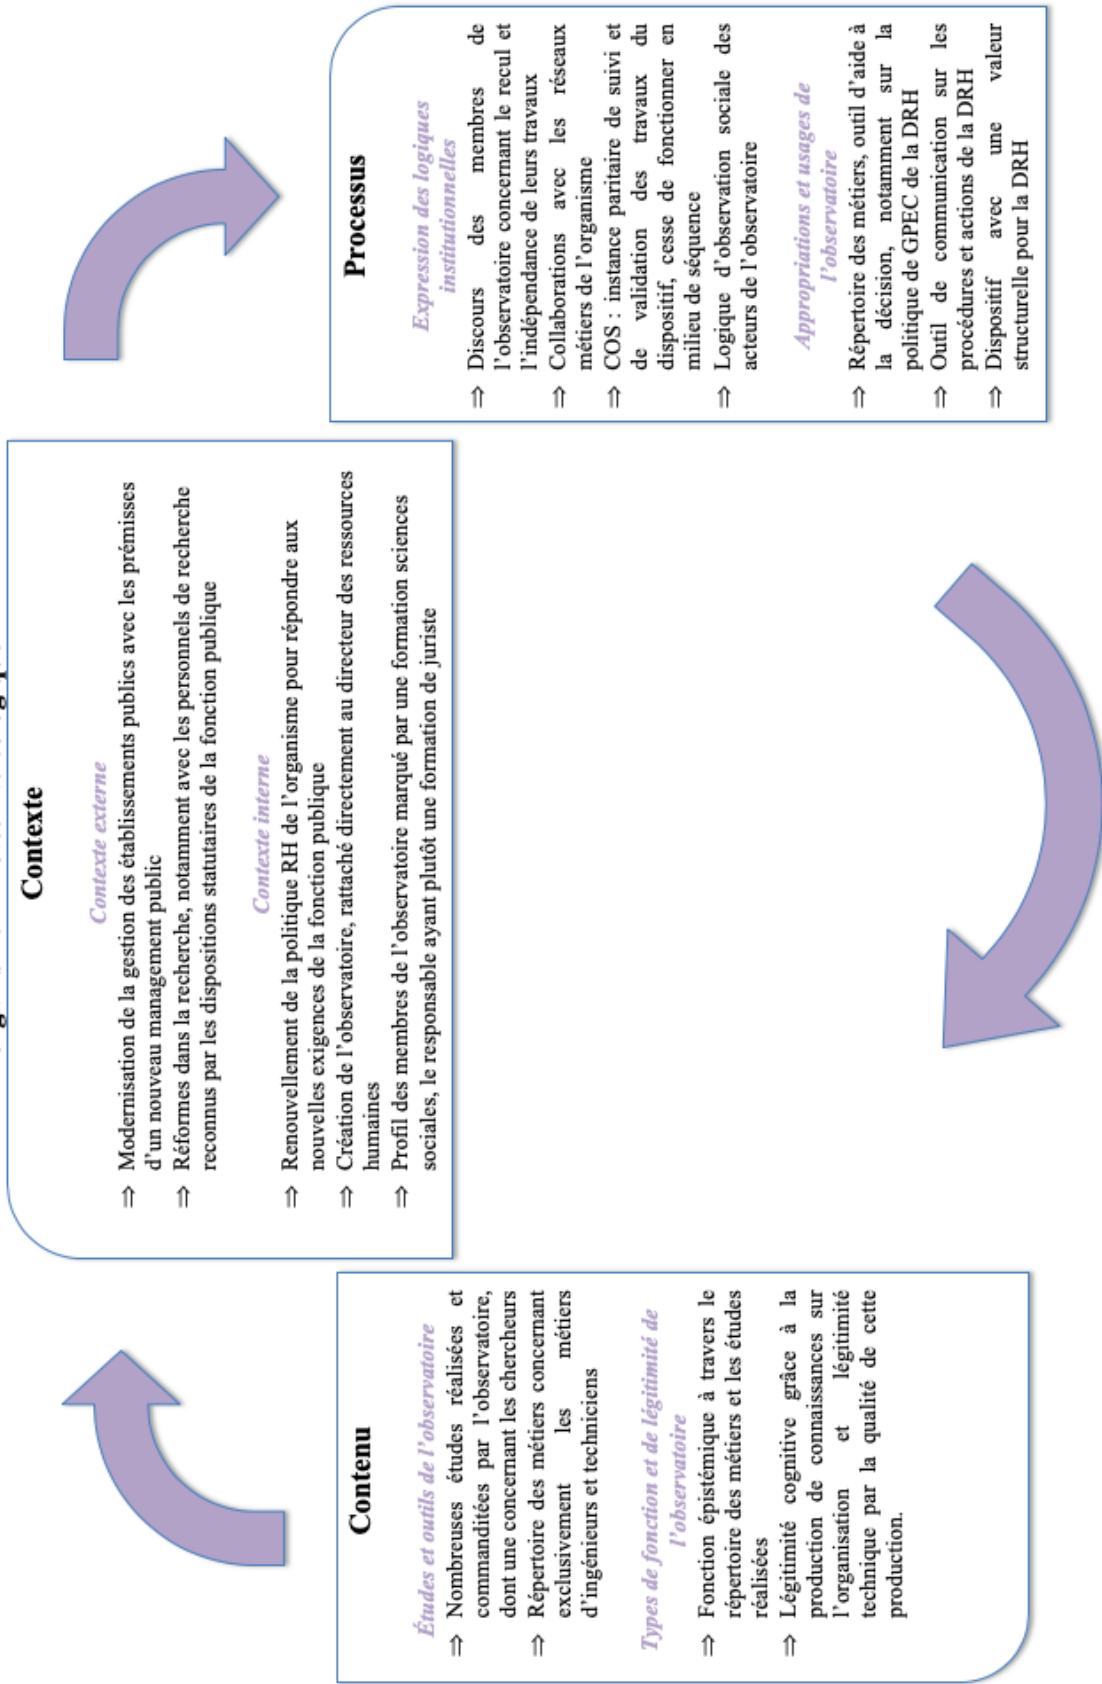 Contexte
Contexte externe
⇒ Modernisation de la gestion des établissements publics avec les prémisses
d'un nouveau management public
⇒ Réformes dans la recherche, notamment avec les personnels de recherche
reconnus par les dispositions statutaires de la fonction publique
Contexte interne
⇒ Renouvellement de la politique RH de l'organisme pour répondre aux
nouvelles exigences de la fonction publique
⇒ Création de l'observatoire, rattaché directement au directeur des ressources
humaines
⇒ Profil des membres de l'observatoire marqué par une formation sciences
sociales, le responsable ayant plutôt une formation de juriste
Contenu
Études et outils de l'observatoire
⇒ Nombreuses études réalisées et
commanditées par l'observatoire,
dont une concernant les chercheurs
⇒ Répertoire des métiers concernant
exclusivement les métiers
d'ingénieurs et techniciens
Types de fonction et de légitimité de
l'observatoire
⇒ Fonction épistémique à travers le
répertoire des métiers et les études
réalisées
⇒ Légitimité cognitive grâce à la
production de connaissances sur
l'organisation et légitimité
technique par la qualité de cette
production.
Processus
Expression des logiques
institutionnelles
⇒ Discours des membres de
l'observatoire concernant le recul et
l'indépendance de leurs travaux
⇒ Collaborations avec les réseaux
métiers de l'organisme
⇒ COS : instance paritaire de suivi et
de validation des travaux du
dispositif, cesse de fonctionner en
milieu de séquence
⇒ Logique d'observation sociale des
acteurs de l'observatoire
Appropriations et usages de
l'observatoire
⇒ Répertoire des métiers, outil d'aide à
la décision, notamment sur la
politique de GPEC de la DRH
⇒ Outil de communication sur les
procédures et actions de la DRH
⇒ Dispositif avec une valeur
structurelle pour la DRH